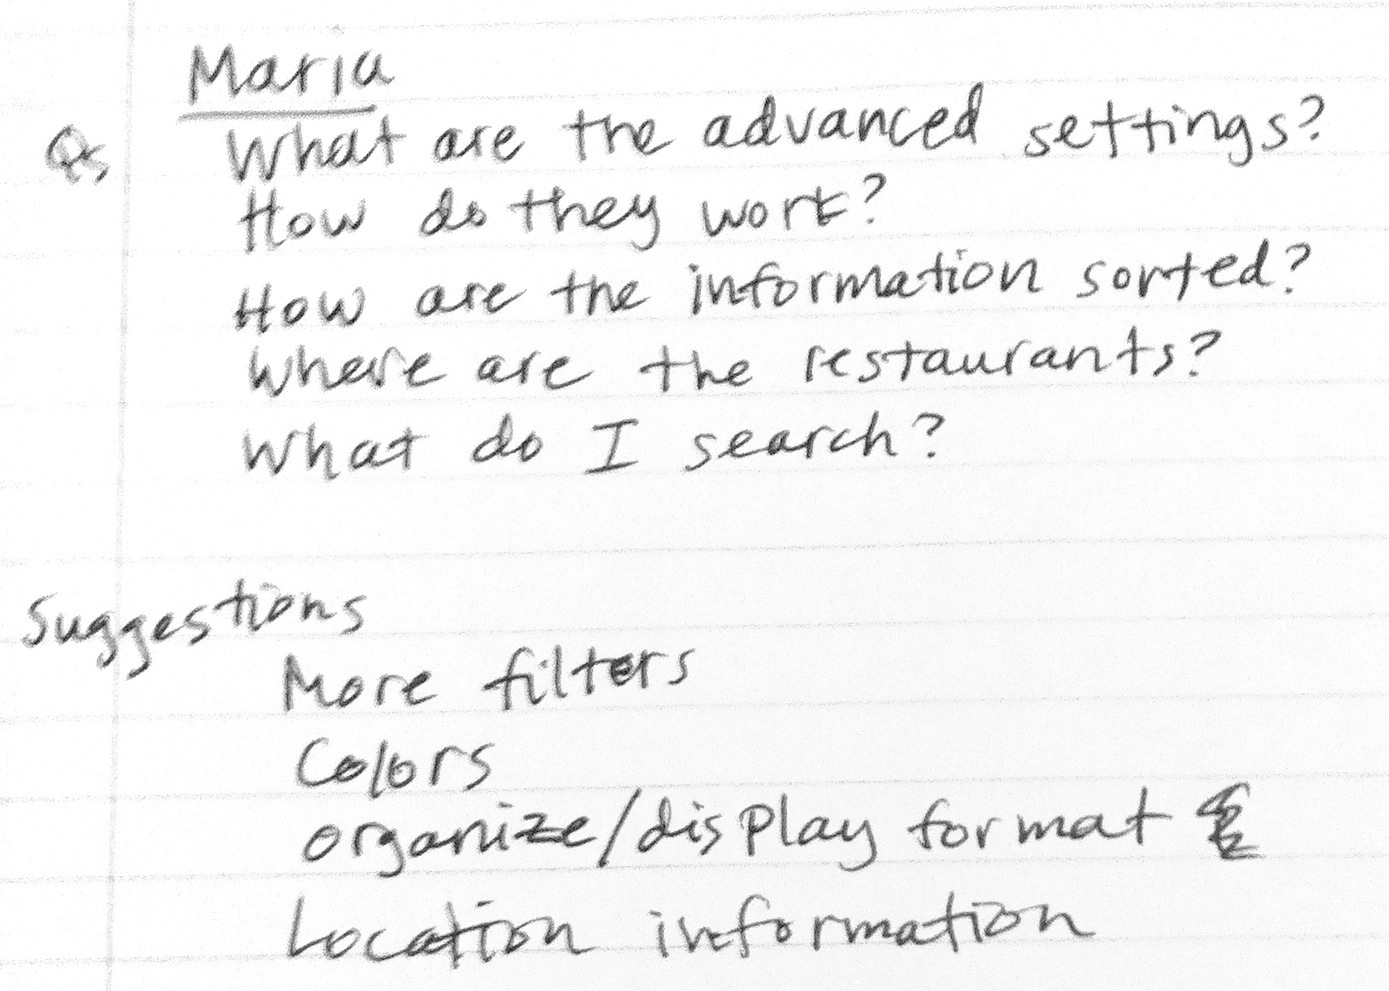 Maria
Qs What are the advanced settings?
How do they work?
How are the information sorted?
Where are the restaurants?
What do I search?
Suggestions
More filters
Colors
organize/display format
Location information